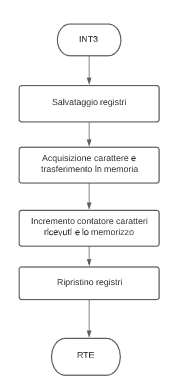 INT3
Salvataggio registri
Acquisizione carattere e
trasferimento in memoria
Incremento contatore caratteri
ricevuti e lo memorizzo
Ripristino registri
RTE